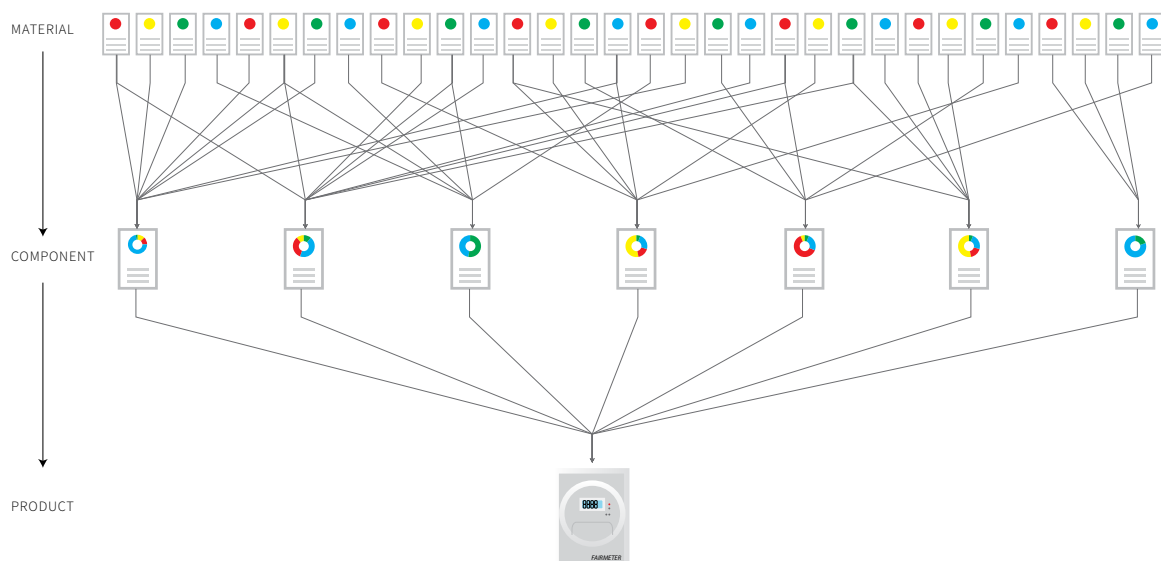 MATERIAL
COMPONENT
PRODUCT
8888
FAIRMETER